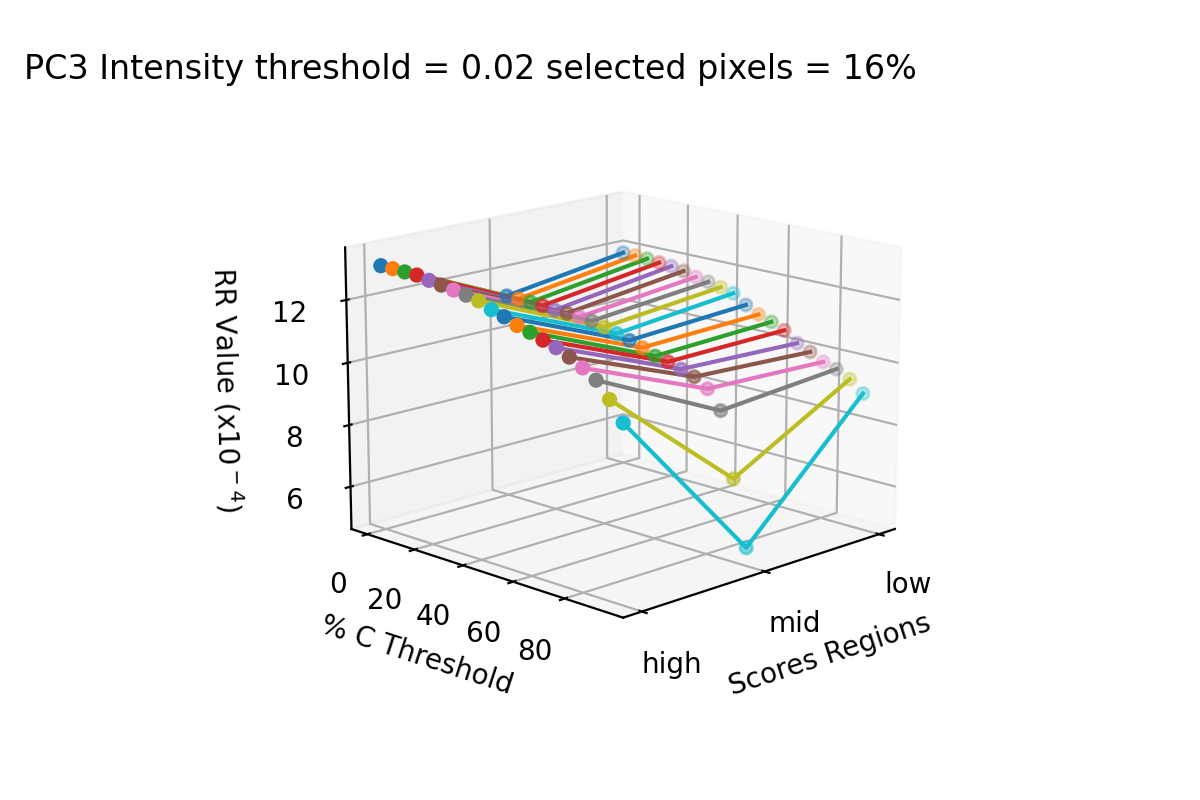 PC3 Intensity threshold = 0.02 selected pixels = 16%
RR Value (x10⁻⁴)
12
10
8
6
0
20
40
60
80
% C Threshold
high
mid
low
Scores Regions